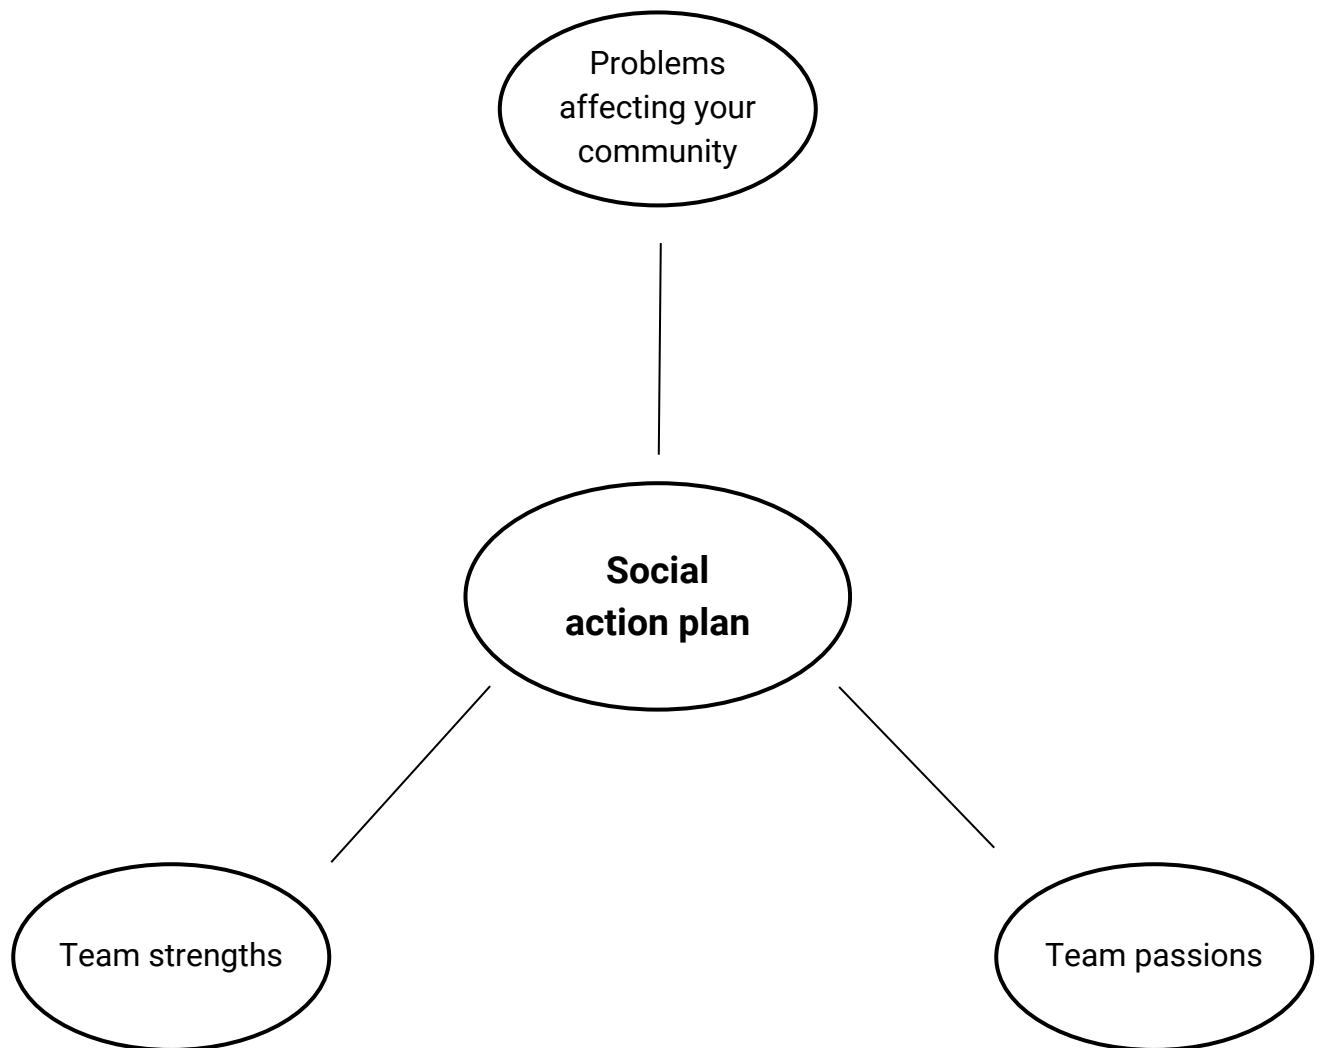 Problems
affecting your
community
Social
action plan
Team strengths
Team passions